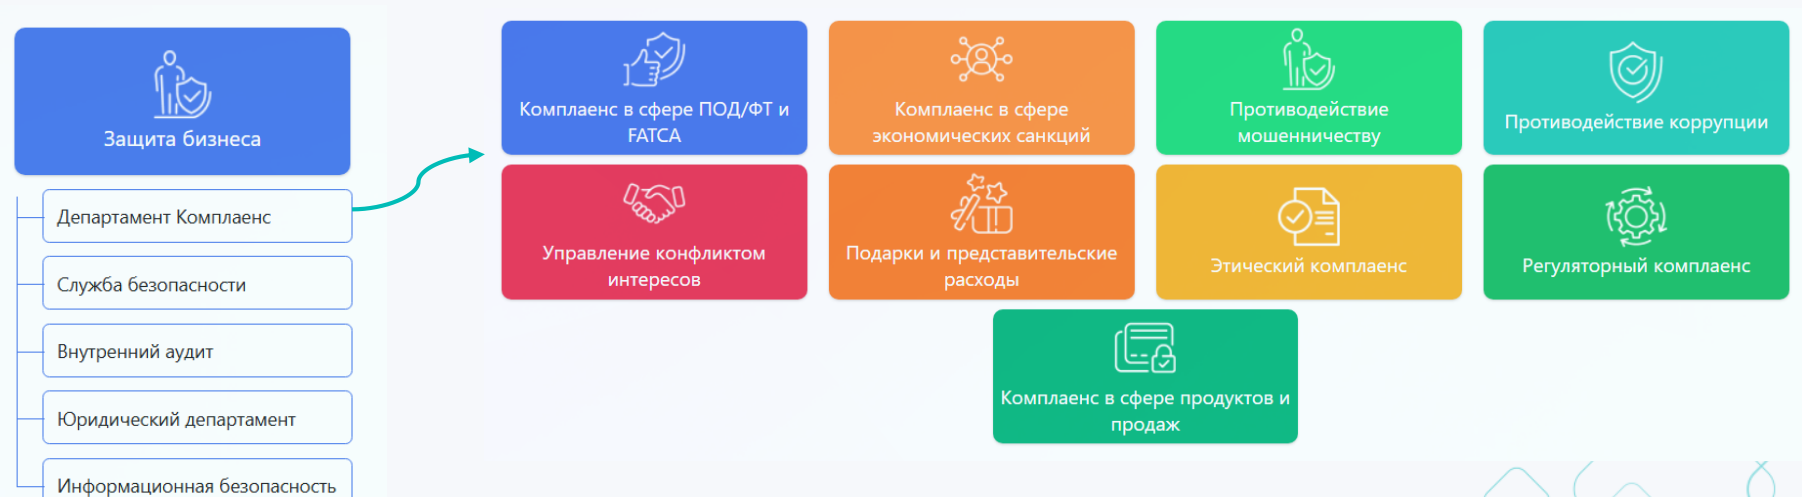 Защита бизнеса
Департамент Комплаенс
Служба безопасности
Внутренний аудит
Юридический департамент
Информационная безопасность
Комплаенс в сфере ПОД/ФТ и
FATCA
Комплаенс в сфере
экономических санкций
Противодействие
мошенничеству
Противодействие коррупции
Управление конфликтом
интересов
Подарки и представительские
расходы
Этический комплаенс
Регуляторный комплаенс
Комплаенс в сфере продуктов и
продаж